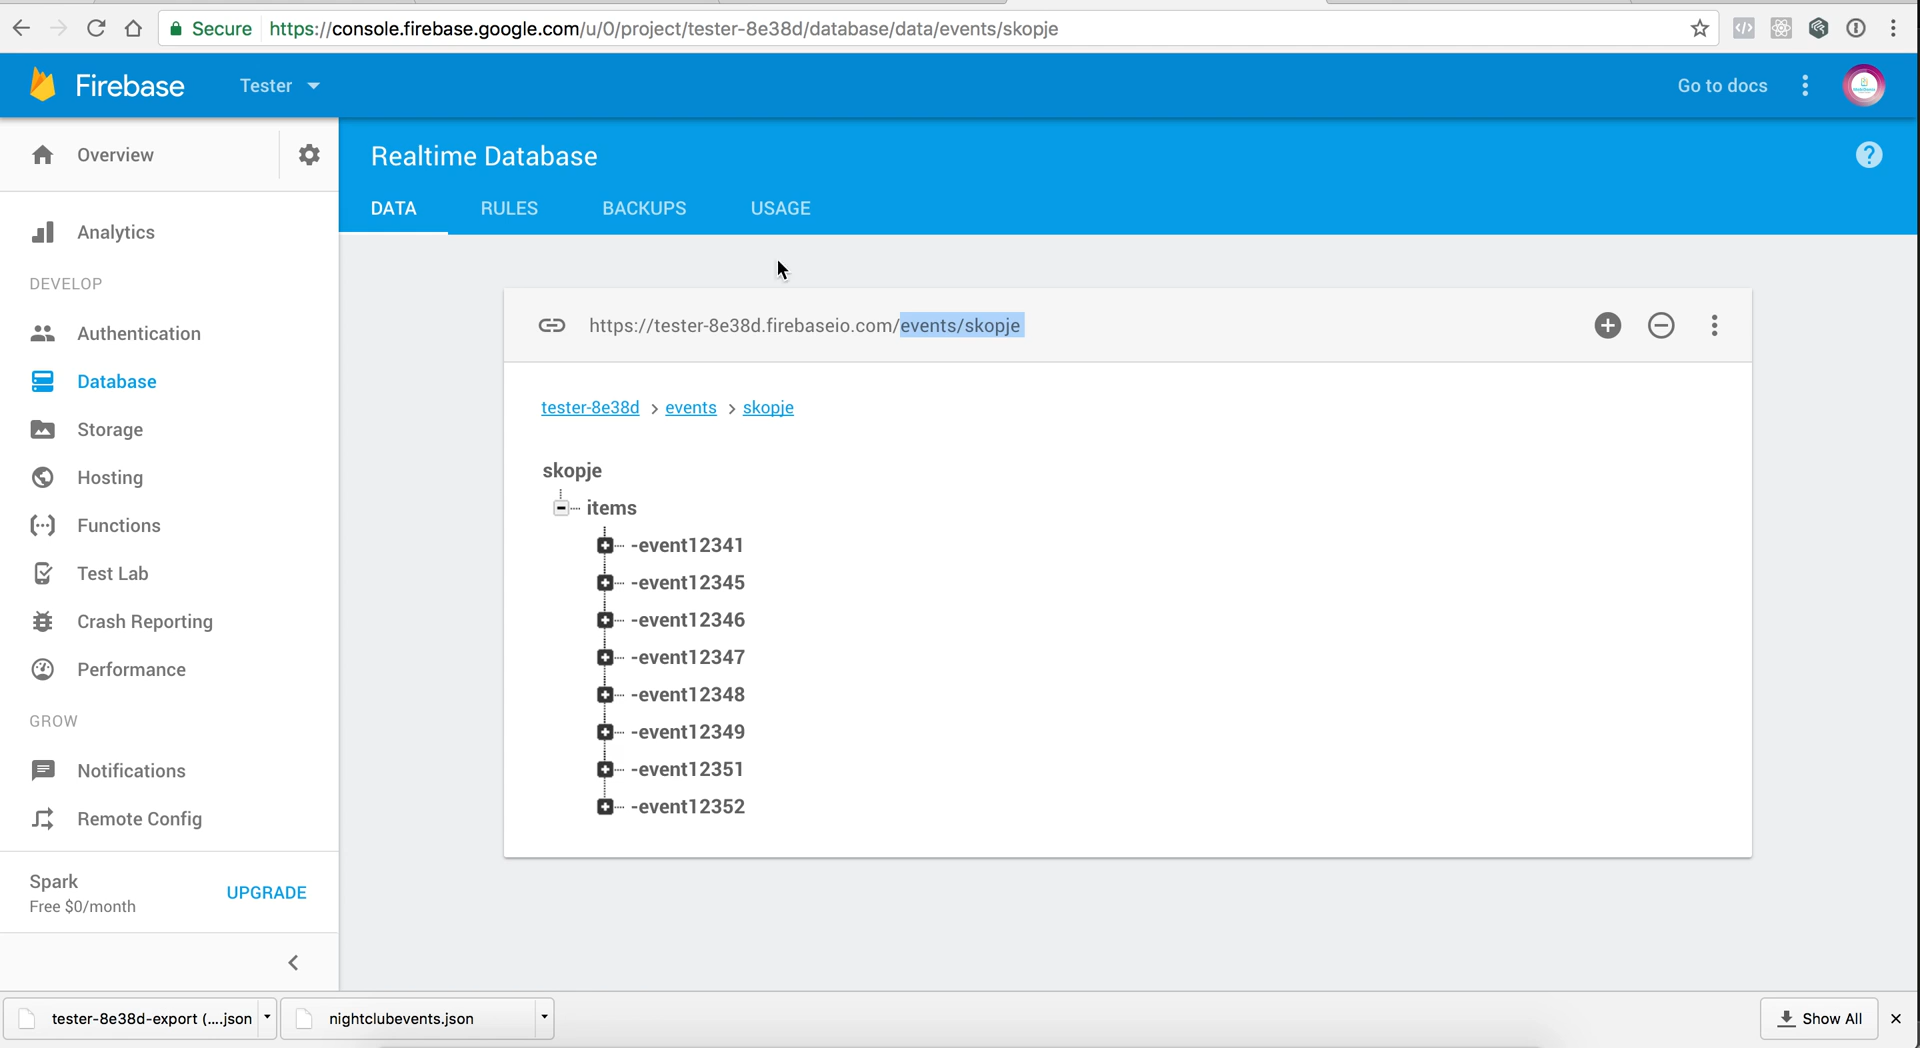 Secure https://console.firebase.google.com/u/0/project/tester-8e38d/database/data/events/skopje
Firebase Tester Go to docs
Overview
Realtime Database
DATA RULES BACKUPS USAGE
Analytics
DEVELOP
Authentication
Database
Storage
Hosting
Functions
Test Lab
Crash Reporting
Performance
GROW
Notifications
Remote Config
Spark
Free $0/month
UPGRADE
https://tester-8e38d.firebaseio.com/events/skopje
tester-8e38d > events > skopje
skopje
items
-event12341
-event12345
-event12346
-event12347
-event12348
-event12349
-event12351
-event12352
tester-8e38d-export (....json nightclubevents.json Show All